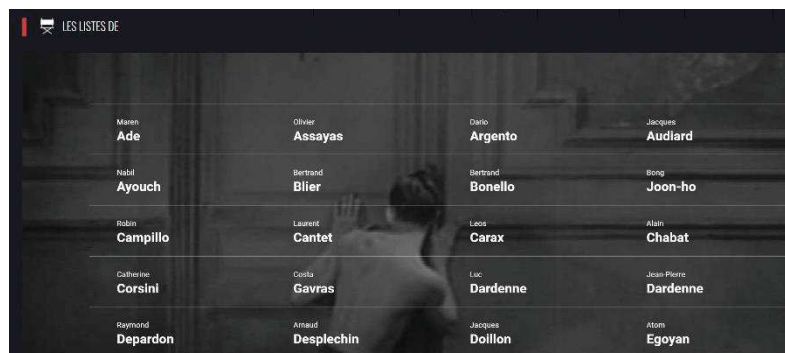 LES LISTES DE
Maren
Ade
Olivier
Assayas
Dario
Argento
Jacques
Audiard
Nabil
Ayouch
Bertrand
Blier
Bertrand
Bonello
Bong
Joon-ho
Robin
Campillo
Laurent
Cantet
Leos
Carax
Alain
Chabat
Catherine
Corsini
Costa
Gavras
Luc
Dardenne
Jean-Pierre
Dardenne
Raymond
Depardon
Arnaud
Desplechin
Jacques
Doillon
Atom
Egoyan